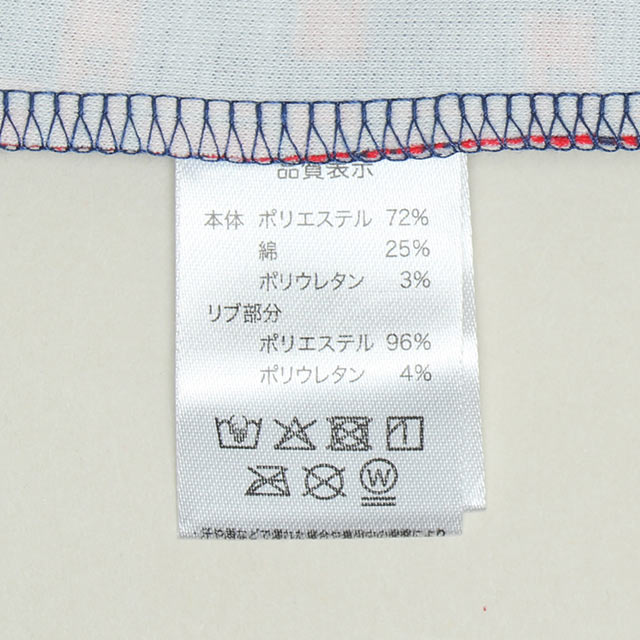 品質表示
本体 ポリエステル 72%
綿 25%
ポリウレタン 3%
リブ部分
ポリエステル 96%
ポリウレタン 4%
W